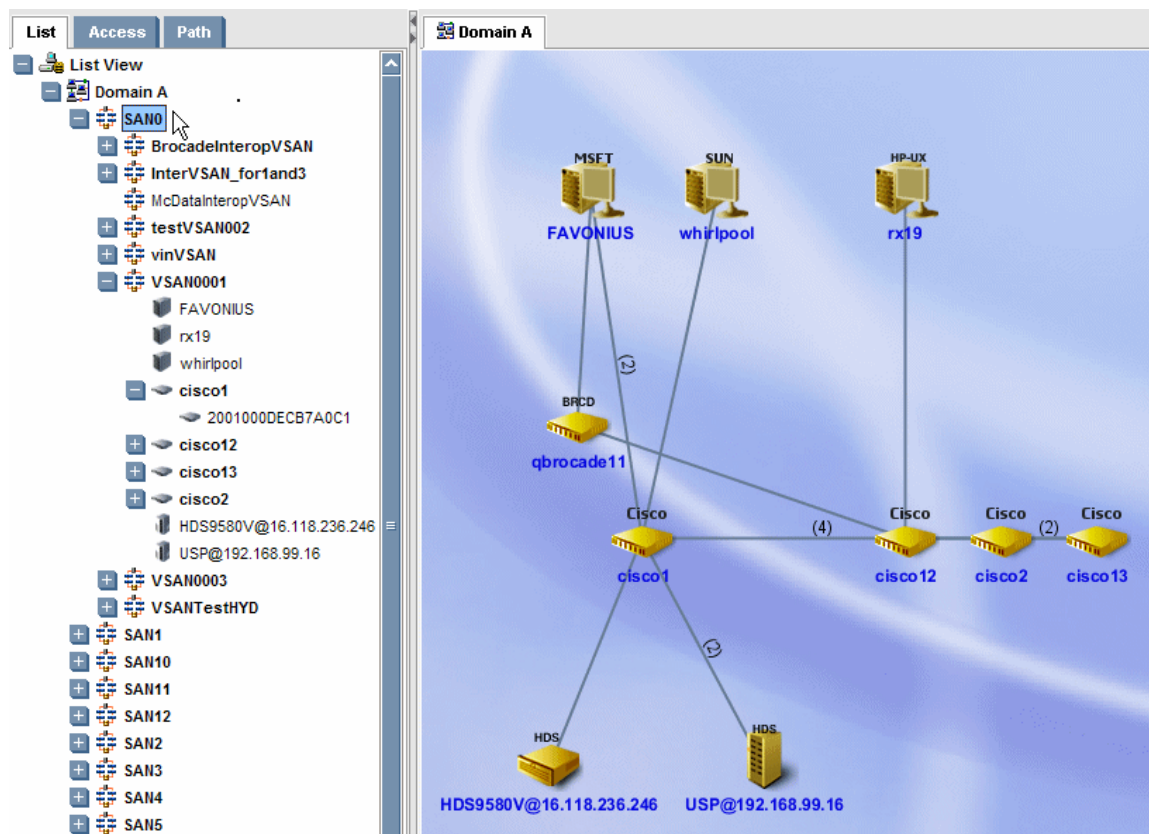 List Access Path
List View
Domain A
SAN0
BrocadeInteropVSAN
InterVSAN_for1and3
McDataInteropVSAN
testVSAN002
vinVSAN
VSAN0001
FAVONIUS
rx19
whirlpool
cisco1
2001000DECB7A0C1
cisco12
cisco13
cisco2
HDS9580V@16.118.236.246
USP@192.168.99.16
VSAN0003
VSANTestHYD
SAN1
SAN10
SAN11
SAN12
SAN2
SAN3
SAN4
SAN5
Domain A
MSFT SUN HP-UX
FAVONIUS whirlpool rx19
(2)
BRCD
qbrocade11
Cisco (4) Cisco Cisco (2) Cisco
cisco1 cisco12 cisco2 cisco13
(2)
HDS HDS
HDS9580V@16.118.236.246 USP@192.168.99.16